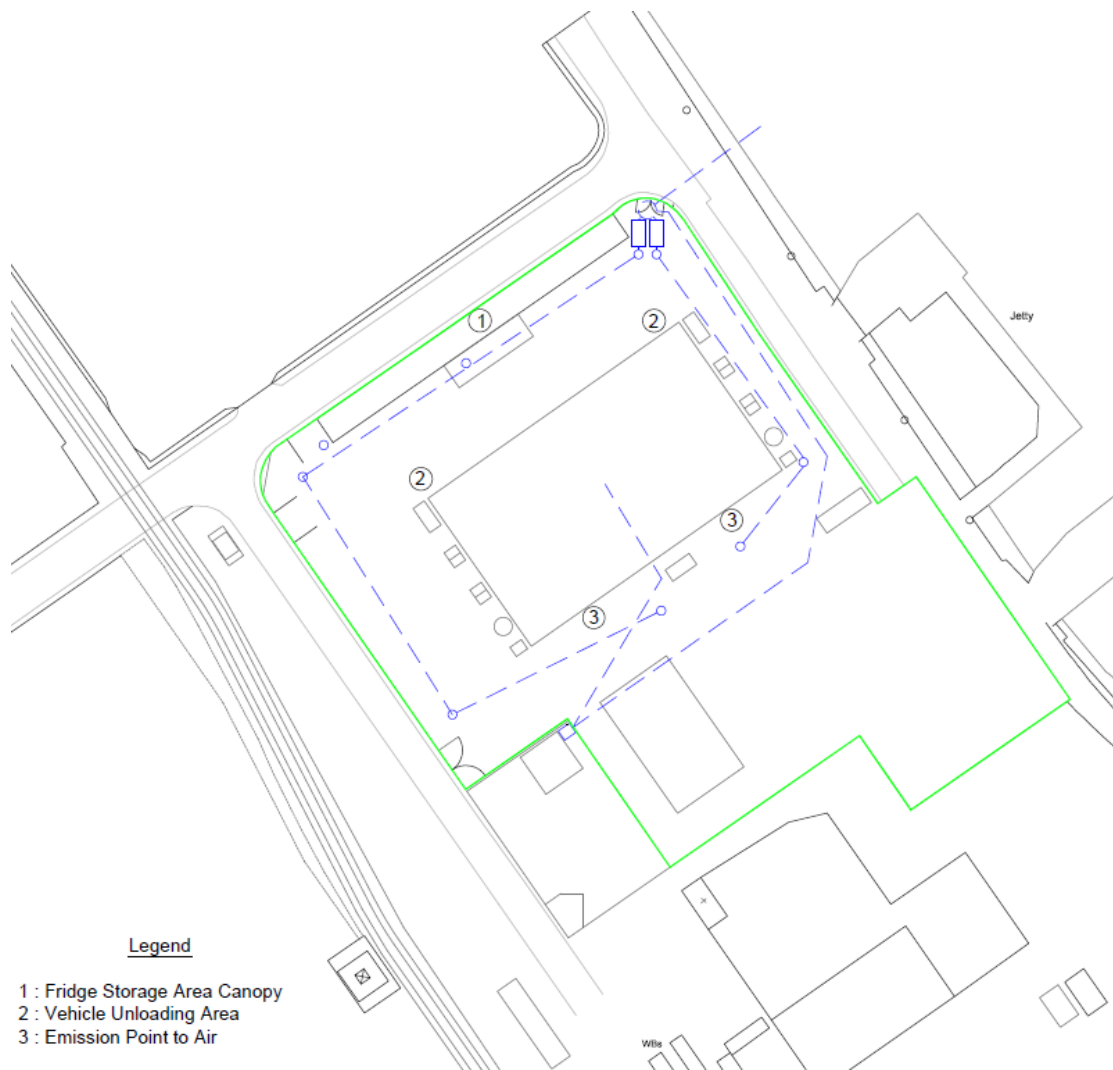 Jetty
1
2
2
3
3
Legend
1 : Fridge Storage Area Canopy
2 : Vehicle Unloading Area
3 : Emission Point to Air
WBs